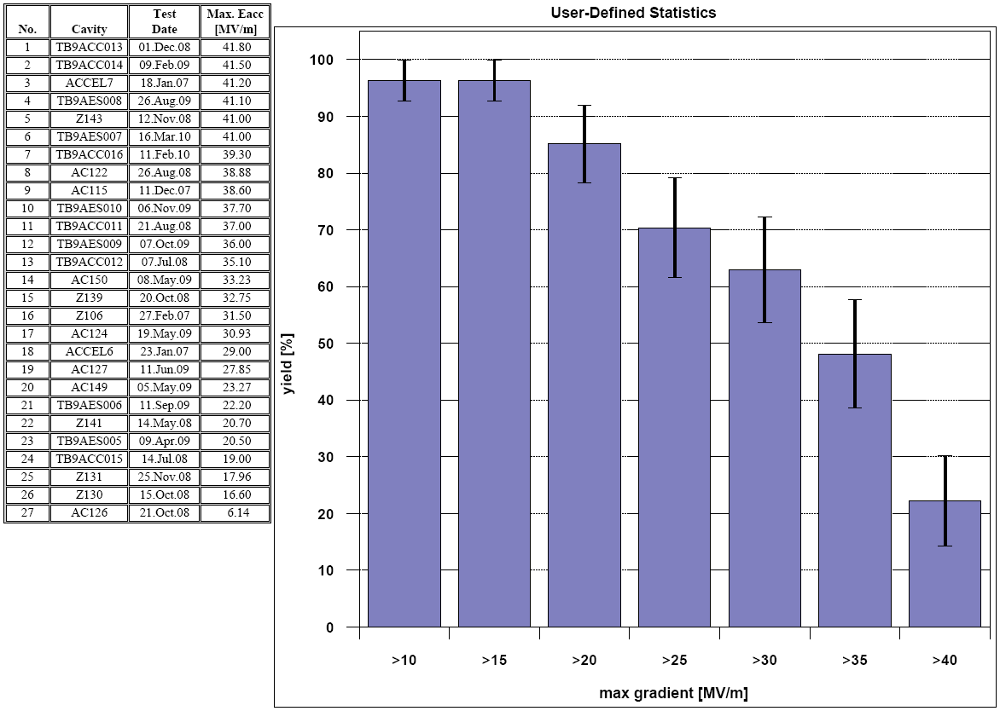 No. Cavity Test Date Max. Eacc [MV/m]
1 TB9ACC013 01.Dec.08 41.80
2 TB9ACC014 09.Feb.09 41.50
3 ACCEL7 18.Jan.07 41.20
4 TB9AES008 26.Aug.09 41.10
5 Z143 12.Nov.08 41.00
6 TB9AES007 16.Mar.10 41.00
7 TB9ACC016 11.Feb.10 39.30
8 AC122 26.Aug.08 38.88
9 AC115 11.Dec.07 38.60
10 TB9AES010 06.Nov.09 37.70
11 TB9ACC011 21.Aug.08 37.00
12 TB9AES009 07.Oct.09 36.00
13 TB9ACC012 07.Jul.08 35.10
14 AC150 08.May.09 33.23
15 Z139 20.Oct.08 32.75
16 Z106 27.Feb.07 31.50
17 AC124 19.May.09 30.93
18 ACCEL6 23.Jan.07 29.00
19 AC127 11.Jun.09 27.85
20 AC149 05.May.09 23.27
21 TB9AES006 11.Sep.09 22.20
22 Z141 14.May.08 20.70
23 TB9AES005 09.Apr.09 20.50
24 TB9ACC015 14.Jul.08 19.00
25 Z131 25.Nov.08 17.96
26 Z130 15.Oct.08 16.60
27 AC126 21.Oct.08 6.14
User-Defined Statistics
yield [%]
100
90
80
70
60
50
40
30
20
10
0
>10 >15 >20 >25 >30 >35 >40
max gradient [MV/m]